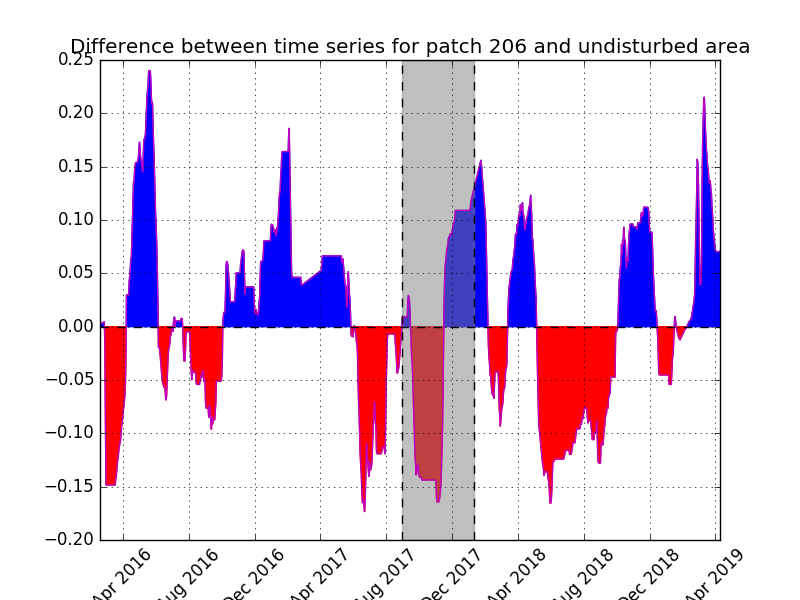 Difference between time series for patch 206 and undisturbed area
0.25
0.20
0.15
0.10
0.05
0.00
−0.05
−0.10
−0.15
−0.20
Apr 2016
Aug 2016
Dec 2016
Apr 2017
Aug 2017
Dec 2017
Apr 2018
Aug 2018
Dec 2018
Apr 2019